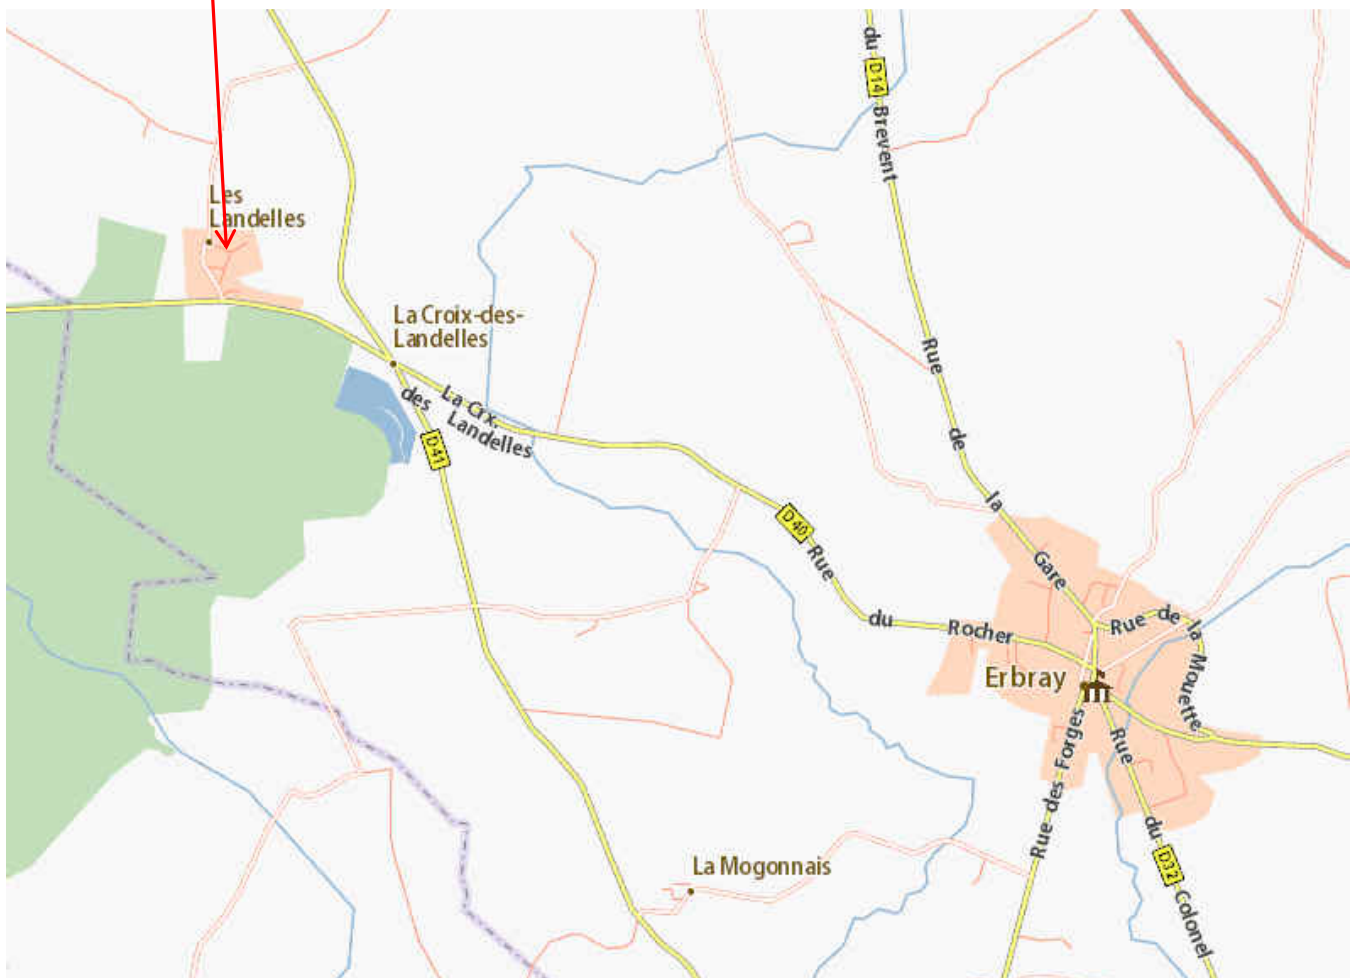 du
D14
Brevent
Les
Landelles
La Croix-des-
Landelles
Rue
des
La Crx.
Landelles
de
D41
la
D40
Rue
Gare
du
Rocher
Rue
de
la
Mouette
Erbray
Rue des Forges
Rue
du
D32
Colonel
La Mogonnais